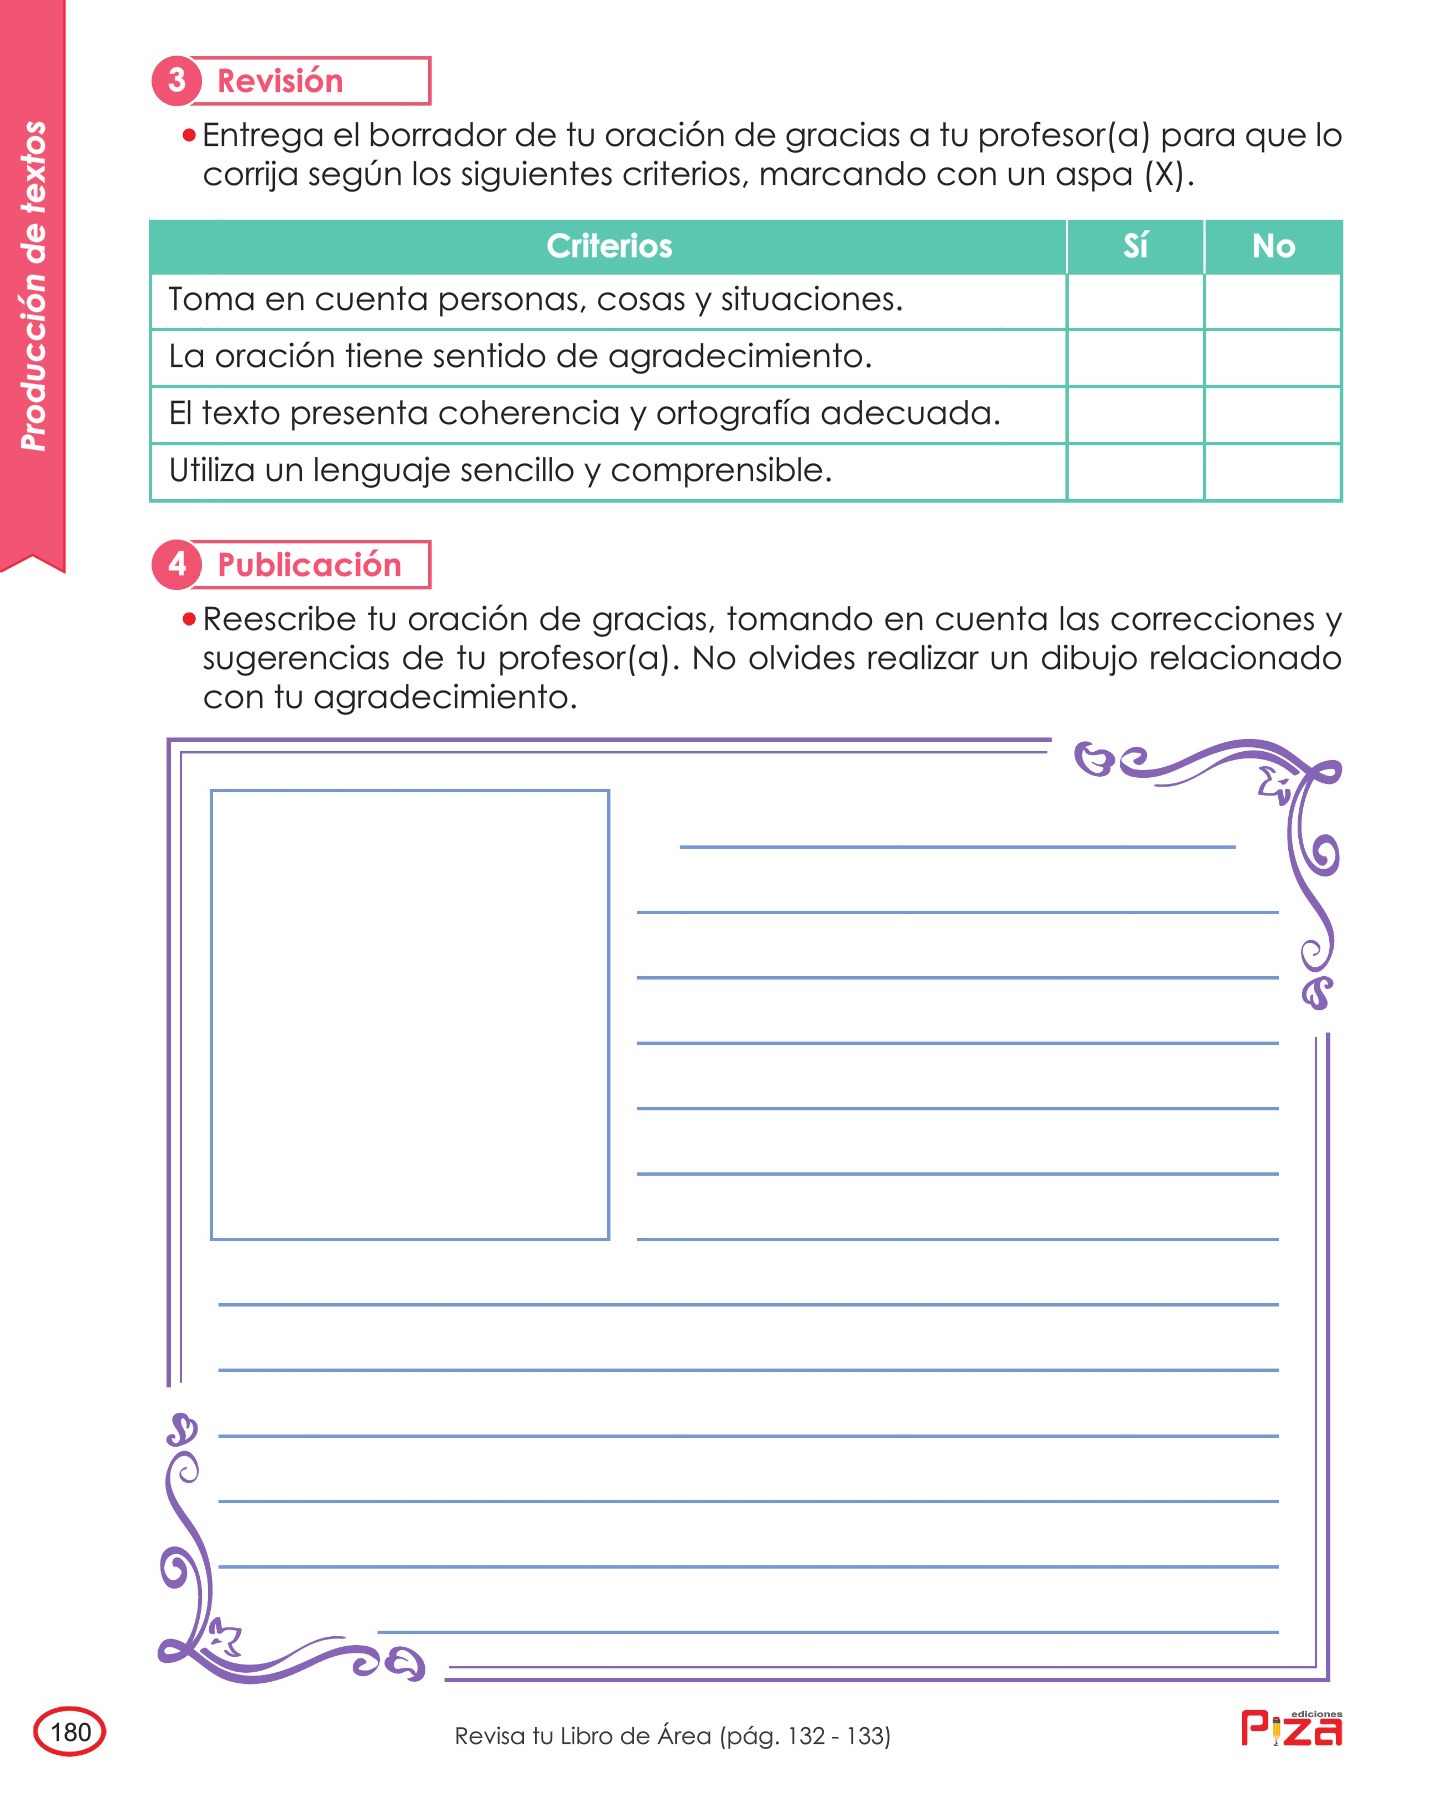 Producción de textos
3 Revisión
Entrega el borrador de tu oración de gracias a tu profesor(a) para que lo
corrija según los siguientes criterios, marcando con un aspa (X).
Criterios Sí No
Toma en cuenta personas, cosas y situaciones.
La oración tiene sentido de agradecimiento.
El texto presenta coherencia y ortografía adecuada.
Utiliza un lenguaje sencillo y comprensible.
4 Publicación
Reescribe tu oración de gracias, tomando en cuenta las correcciones y
sugerencias de tu profesor(a). No olvides realizar un dibujo relacionado
con tu agradecimiento.
180
Revisa tu Libro de Área (pág. 132 - 133)
ediciones
Piza